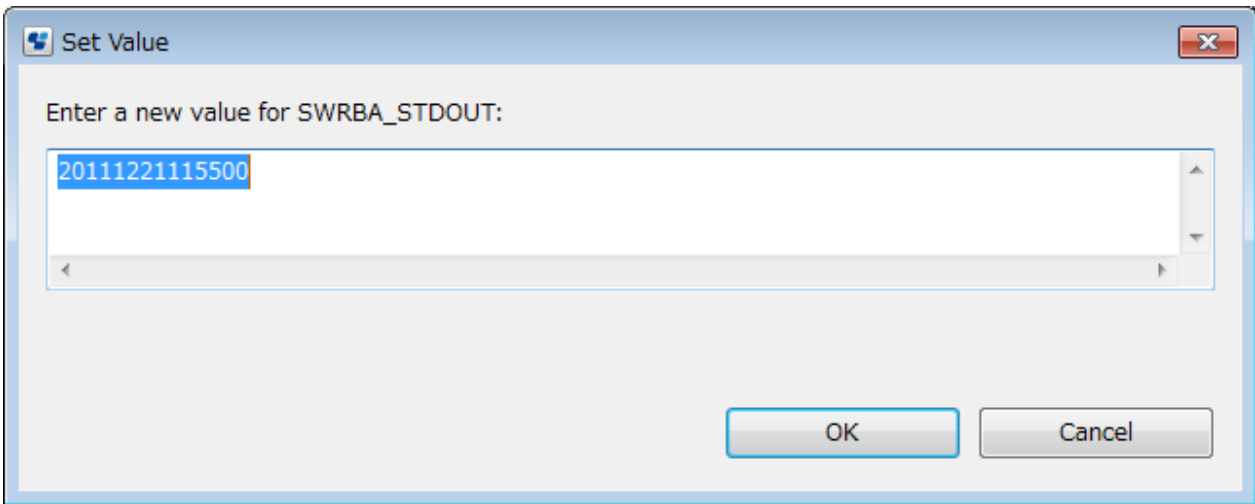 Set Value
Enter a new value for SWRBA_STDOUT:
20111221115500
OK
Cancel